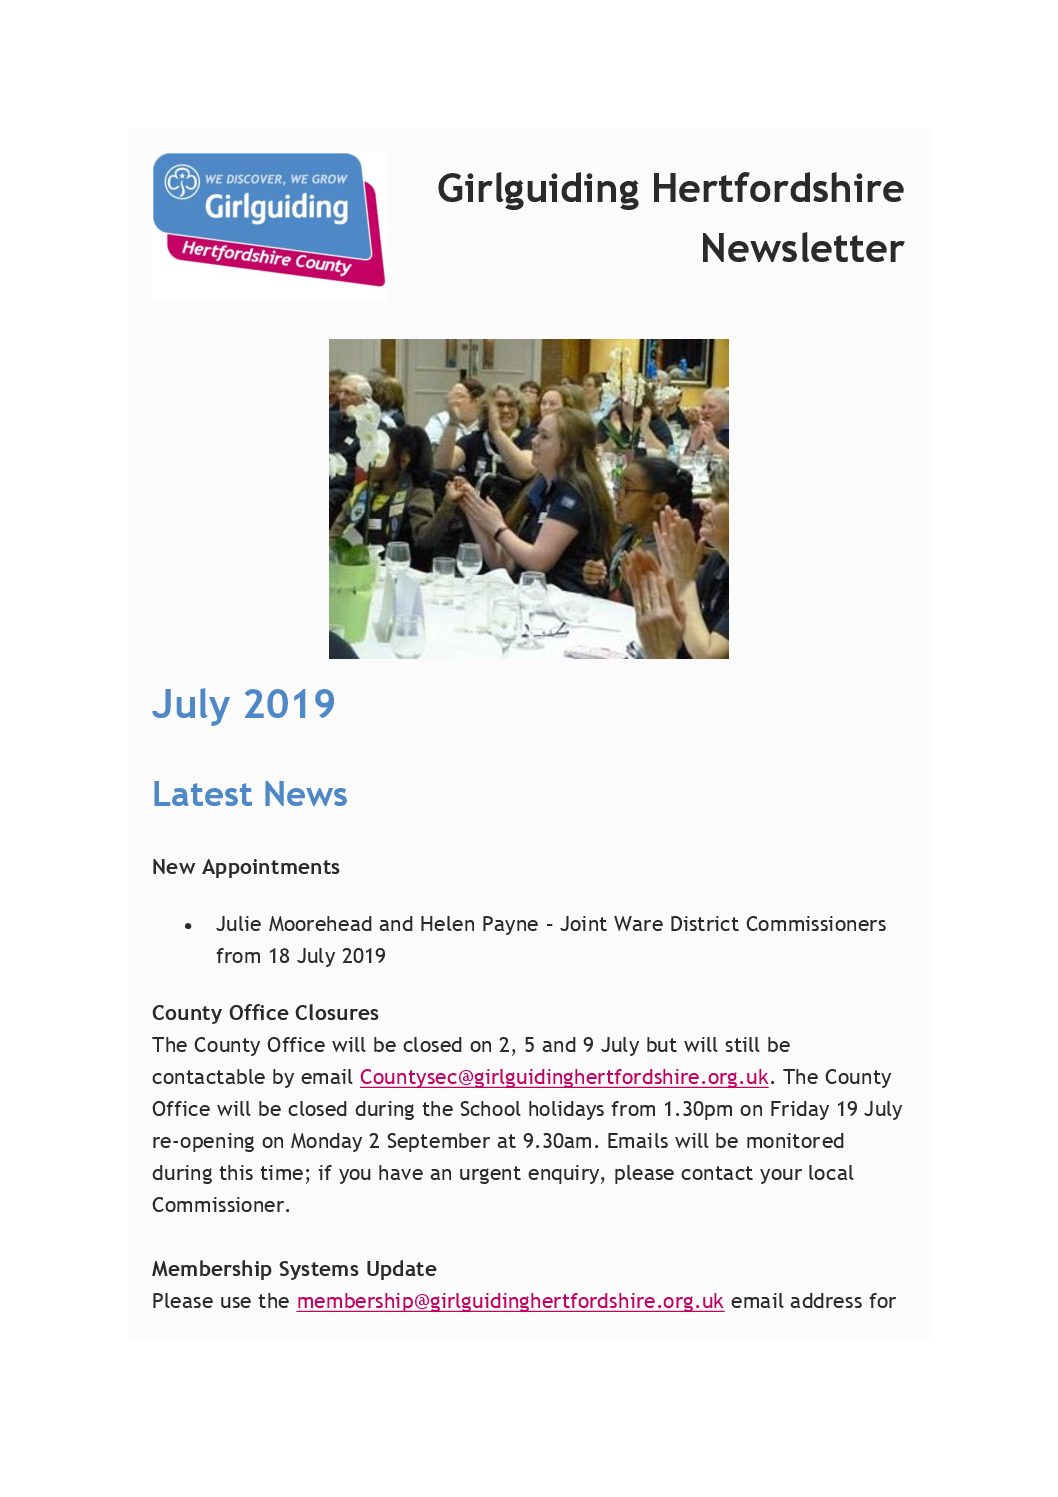 WE DISCOVER, WE GROW
Girlguiding
Hertfordshire County
Girlguiding Hertfordshire
Newsletter
July 2019
Latest News
New Appointments
• Julie Moorehead and Helen Payne – Joint Ware District Commissioners
from 18 July 2019
County Office Closures
The County Office will be closed on 2, 5 and 9 July but will still be
contactable by email Countysec@girlguidinghertfordshire.org.uk. The County
Office will be closed during the School holidays from 1.30pm on Friday 19 July
re-opening on Monday 2 September at 9.30am. Emails will be monitored
during this time; if you have an urgent enquiry, please contact your local
Commissioner.
Membership Systems Update
Please use the membership@girlguidinghertfordshire.org.uk email address for